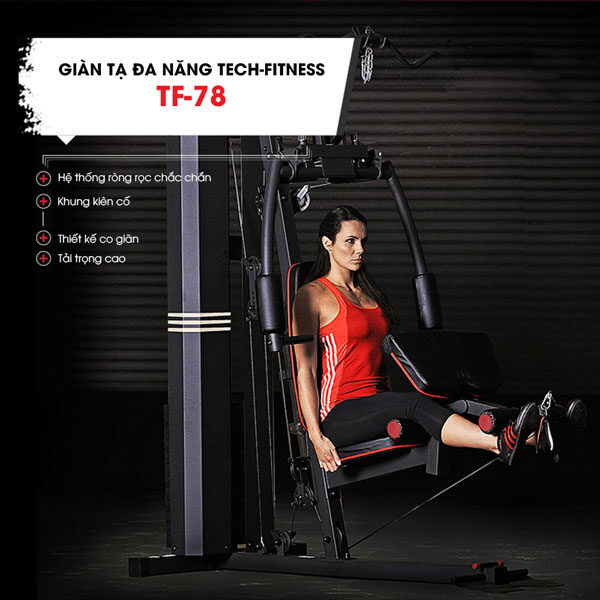 GIÀN TẠ ĐA NĂNG TECH-FITNESS
TF-78
Hệ thống ròng rọc chắc chắn
Khung kiên cố
Thiết kế co giãn
Tải trọng cao